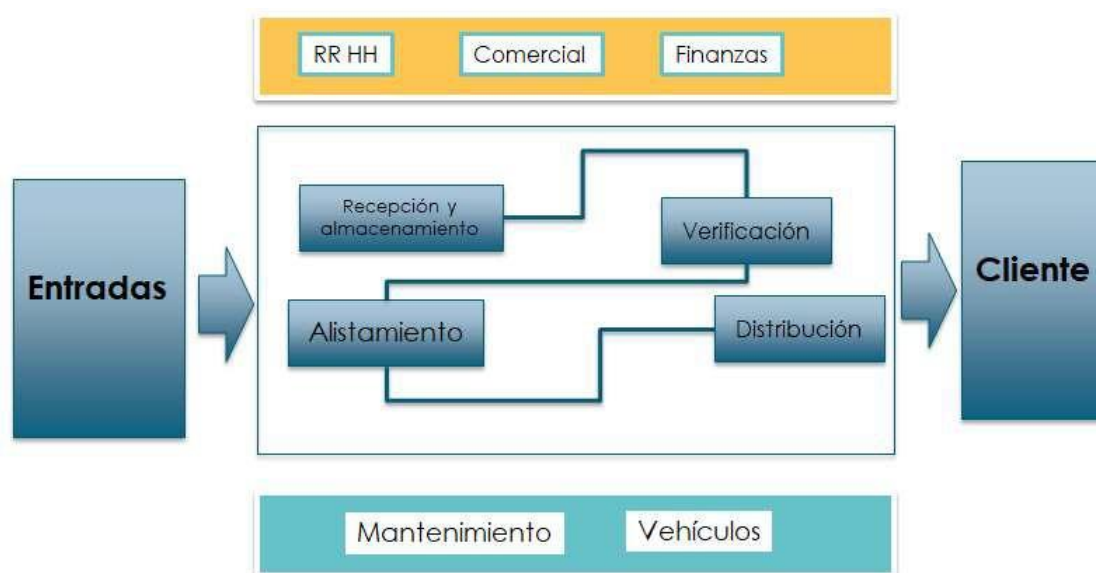 RR HH
Comercial
Finanzas
Recepción y
almacenamiento
Verificación
Entradas
Cliente
Alistamiento
Distribución
Mantenimiento
Vehículos